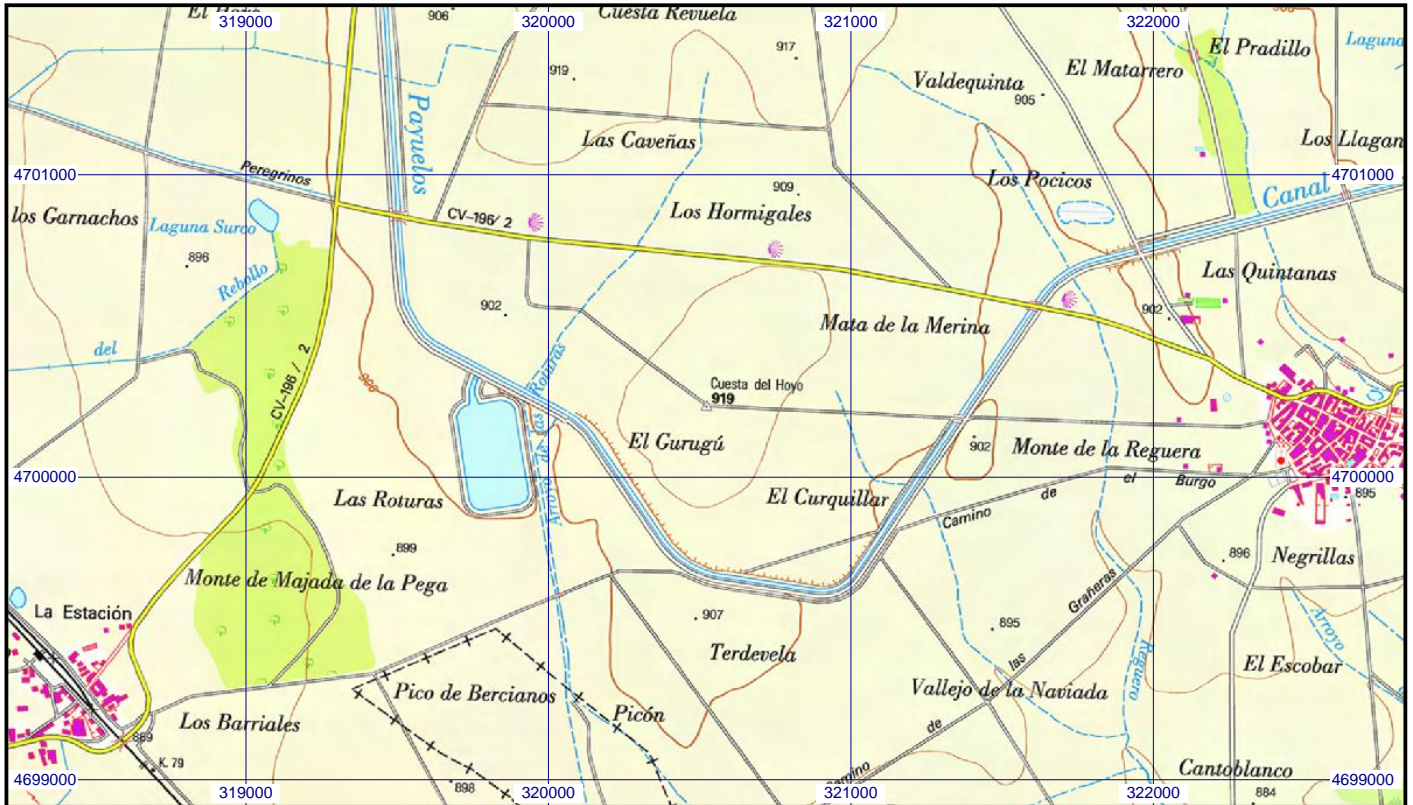 319000
320000
321000
322000
906
Cuesta Revuela
917
919
El Pradillo
Laguna
El Matarrero
Valdequinta
905
Payuelos
Las Caveñas
Los Llagan
4701000
Peregrinos
4701000
Los Pocicos
909
Canal
los Garnachos
Laguna Surco
CV-196/ 2
Los Hormigales
896
Rebollo
Las Quintanas
902
902
Mata de la Merina
del
CV-196 / 2
900
Arroyo de las Roturas
Cuesta del Hoyo
919
El Gurugú
902
Monte de la Reguera
4700000
4700000
Las Roturas
El Curquillar
Camino de el Burgo
895
899
896
Negrillas
Monte de Majada de la Pega
La Estación
Grañeras
907
895
Arroyo
Terdevela
Reguero
El Escobar
las
Pico de Bercianos
Vallejo de la Naviada
Los Barriales
Picón
de
889
K. 79
Camino
Cantoblanco
4699000
4699000
898
884
319000
320000
321000
322000